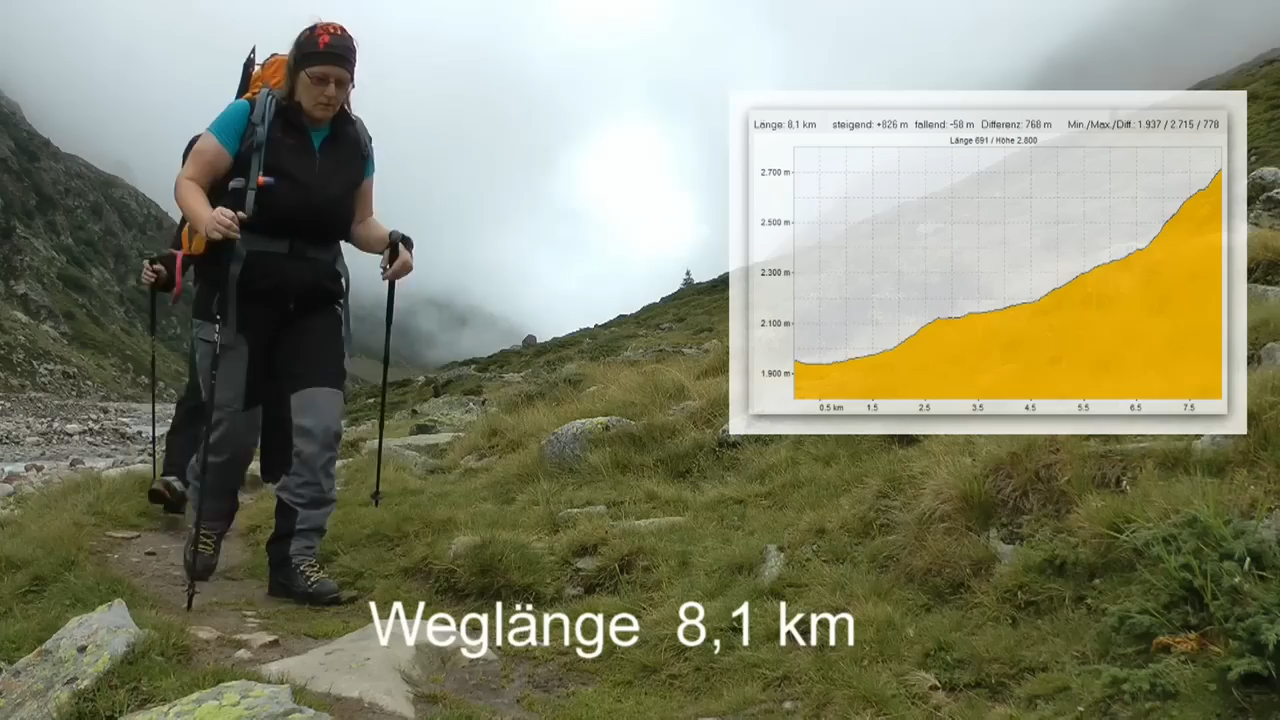 Länge: 8,1 km steigend: +826 m fallend: -58 m Differenz: 768 m Min./Max./Diff.: 1.937 / 2.715 / 778
Länge 691 / Höhe 2.800
2.700 m
2.500 m
2.300 m
2.100 m
1.900 m
0.5 km 1.5 2.5 3.5 4.5 5.5 6.5 7.5
Weglänge 8,1 km